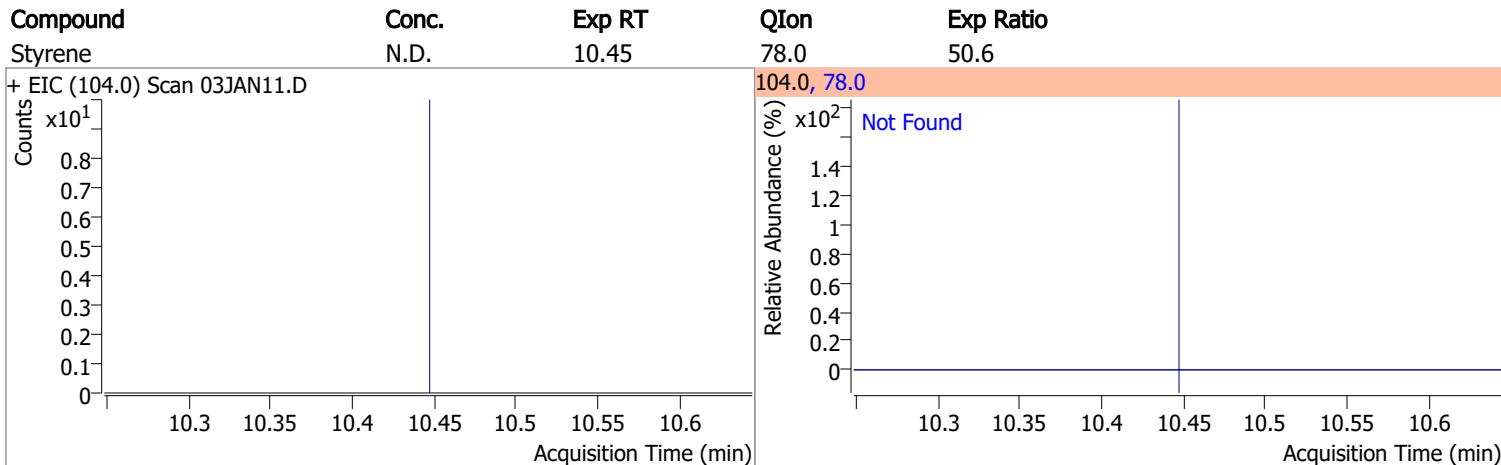 Compound Conc. Exp RT QIon Exp Ratio
Styrene N.D. 10.45 78.0 50.6
+ EIC (104.0) Scan 03JAN11.D
Counts
x10¹
0.8
0.7
0.6
0.5
0.4
0.3
0.2
0.1
0
10.3 10.35 10.4 10.45 10.5 10.55 10.6
Acquisition Time (min)
104.0, 78.0
Relative Abundance (%)
x10²
Not Found
1.4
1.2
1
0.8
0.6
0.4
0.2
0
10.3 10.35 10.4 10.45 10.5 10.55 10.6
Acquisition Time (min)